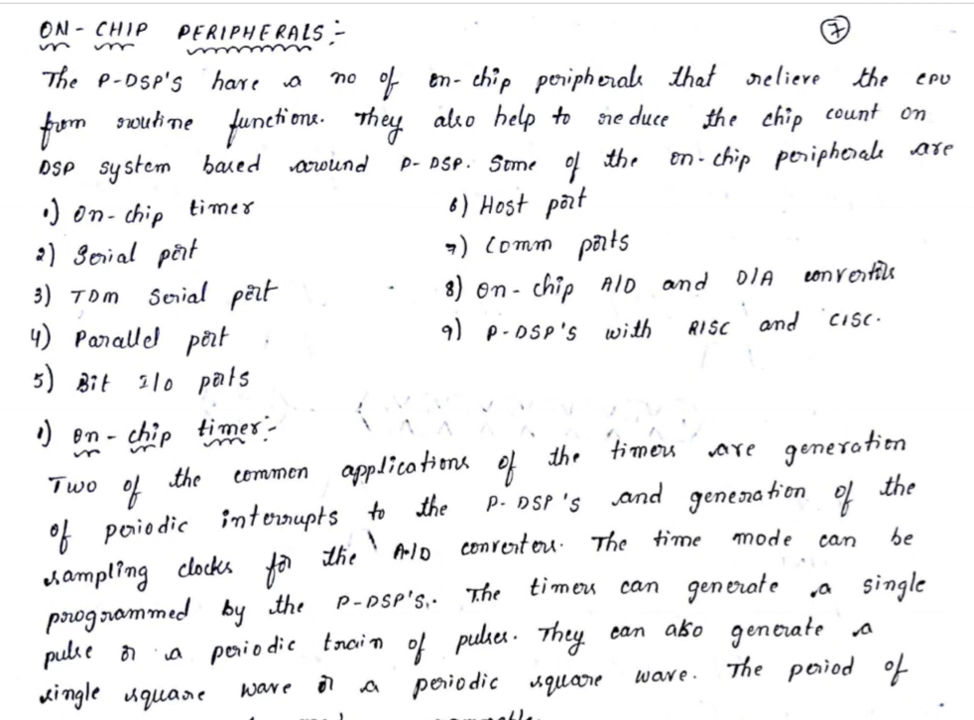 ON - CHIP PERIPHERALS :-
7
The P-DSP'S have a no of on-chip peripherals that relieve the CPU
from routine functions. They also help to reduce the chip count on
DSP system based around P-DSP. Some of the on-chip peripherals are
1) On-chip timer
2) Serial port
3) TDM Serial port
4) Parallel port
5) Bit I/O ports
6) Host port
7) Comm ports
8) On-chip A/D and D/A convertors
9) P-DSP'S with RISC and CISC.
1) On-chip timer:-
Two of the common applications of the timers are generation
of periodic interrupts to the P-DSP'S and generation of the
sampling clocks for the A/D converters. The time mode can be
programmed by the P-DSP'S. The timers can generate a single
pulse or a periodic train of pulses. They can also generate a
single square wave or a periodic square wave. The period of